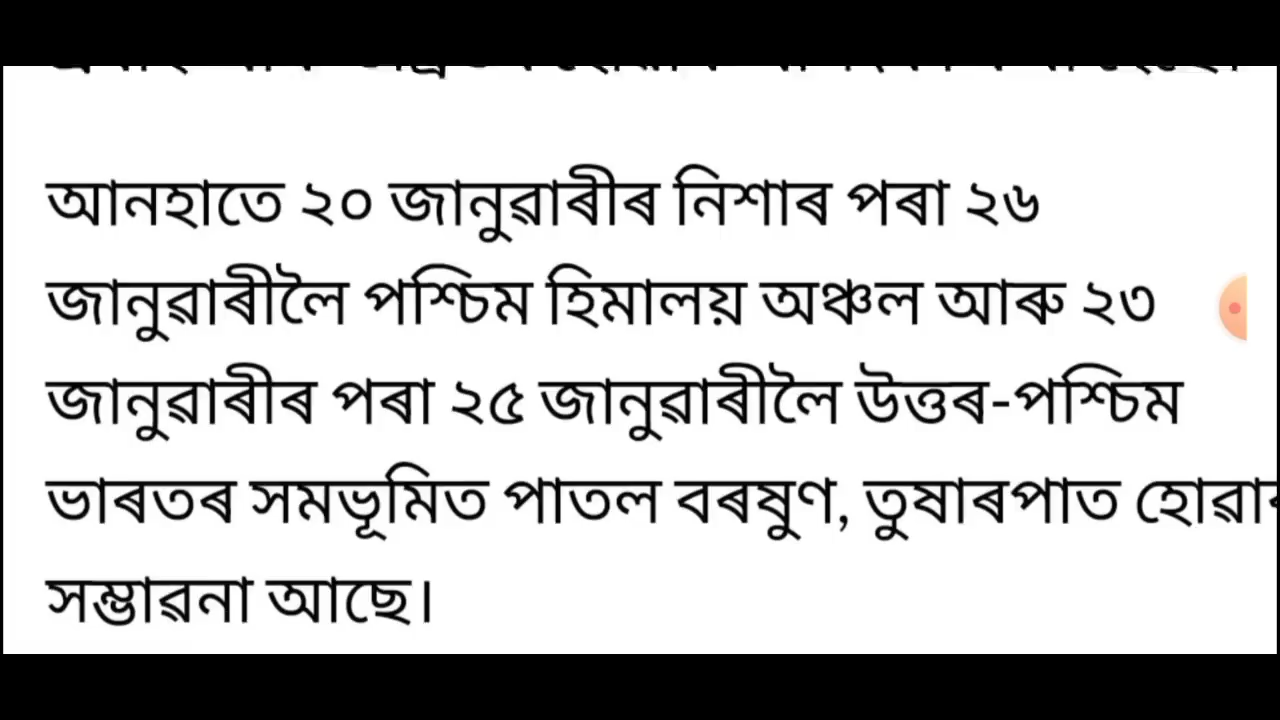 আনহাতে ২০ জানুৱাৰীৰ নিশাৰ পৰা ২৬
জানুৱাৰীলৈ পশ্চিম হিমালয় অঞ্চল আৰু ২৩
জানুৱাৰীৰ পৰা ২৫ জানুৱাৰীলৈ উত্তৰ-পশ্চিম
ভাৰতৰ সমভূমিত পাতল বৰষুণ, তুষাৰপাত
সম্ভাৱনা আছে।